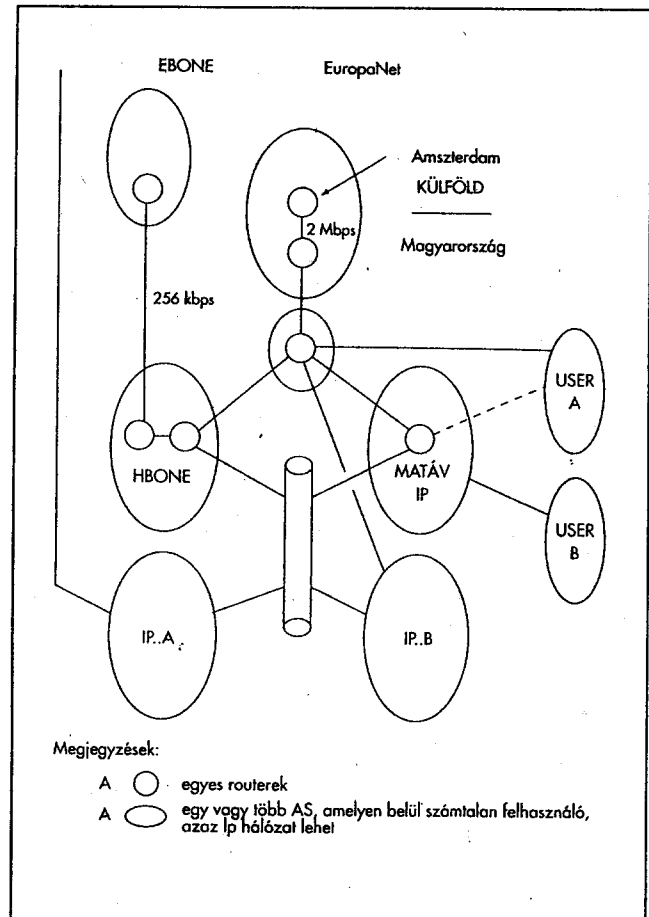 EBONE
EuropaNet
Amszterdam
KÜLFÖLD
2 Mbps
Magyarország
256 kbps
USER
A
HBONE
MATÁV
IP
USER
B
IP..A
IP..B
Megjegyzések:
A egyes routerek
A egy vagy több AS, amelyen belül számtalan felhasználó,
azaz Ip hálózat lehet